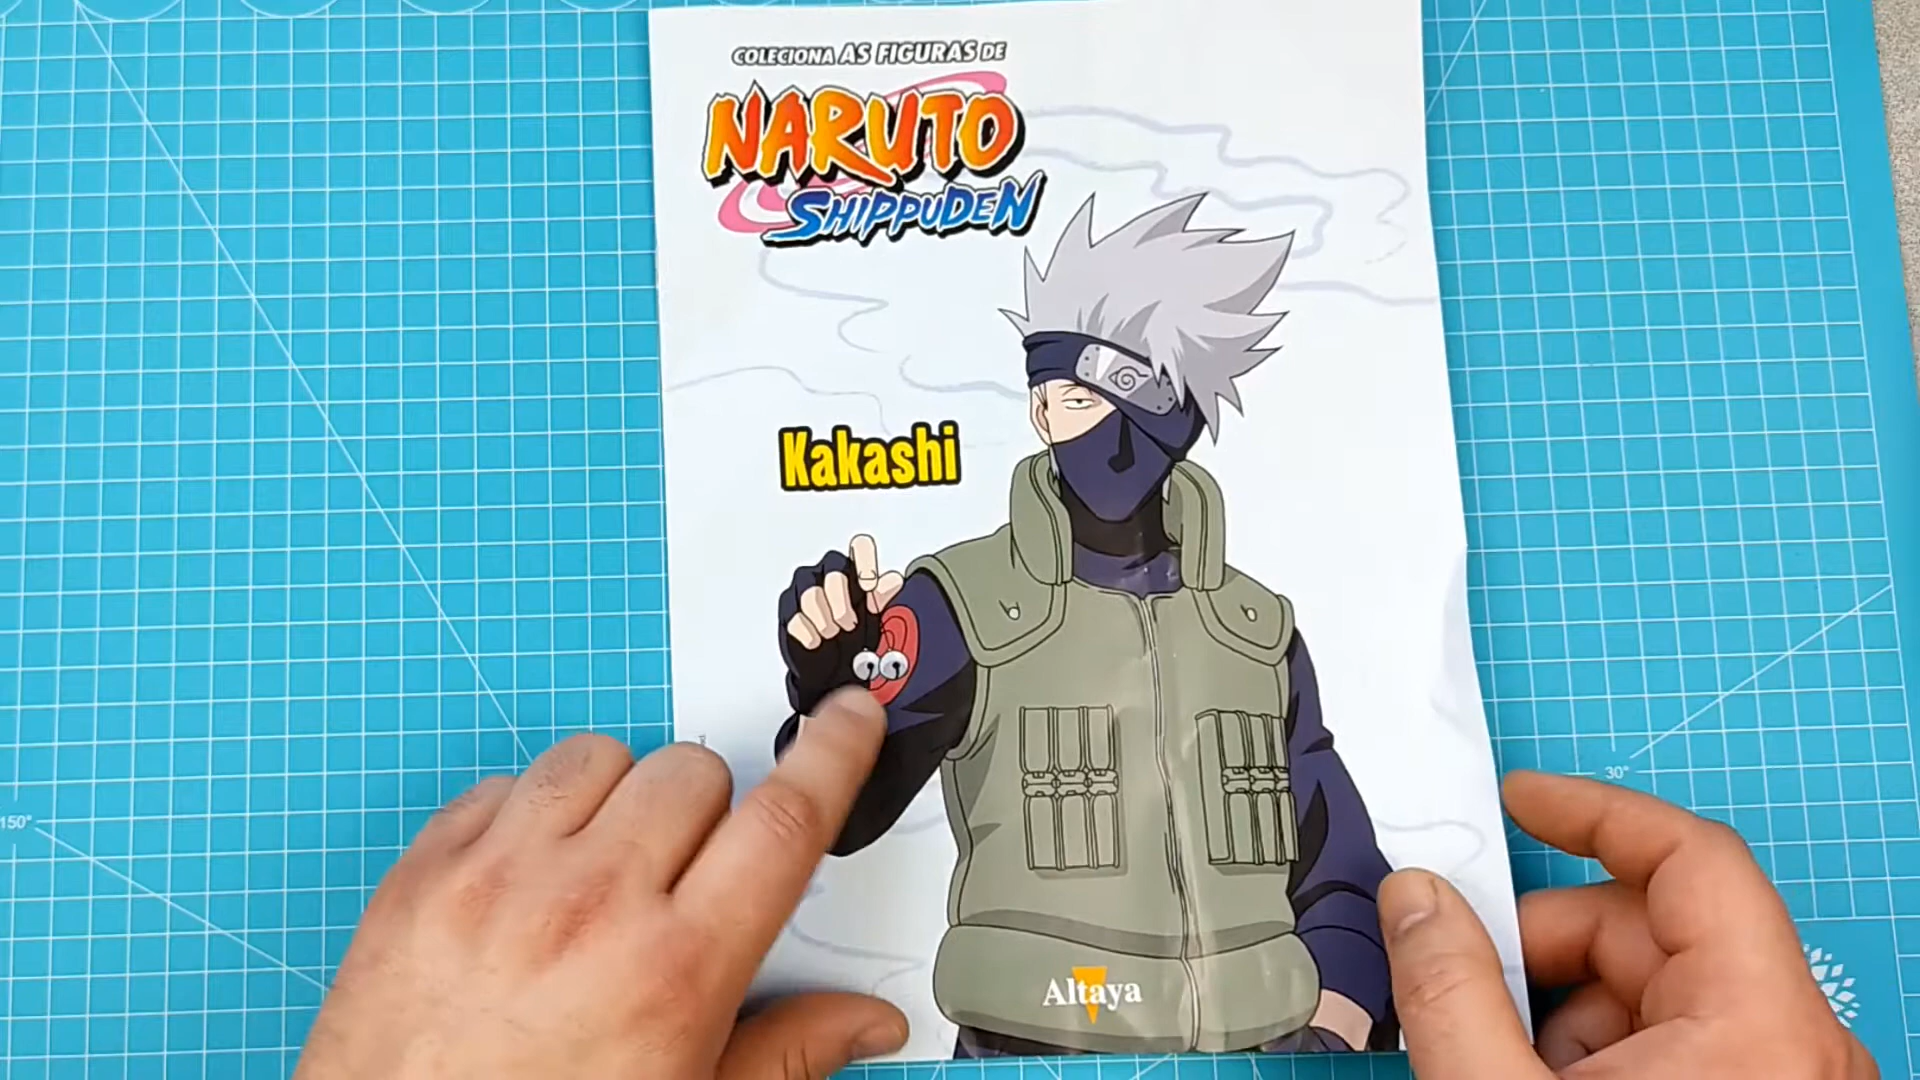 COLECIONA AS FIGURAS DE
NARUTO
SHIPPUDEN
Kakashi
Altaya
150°
30°